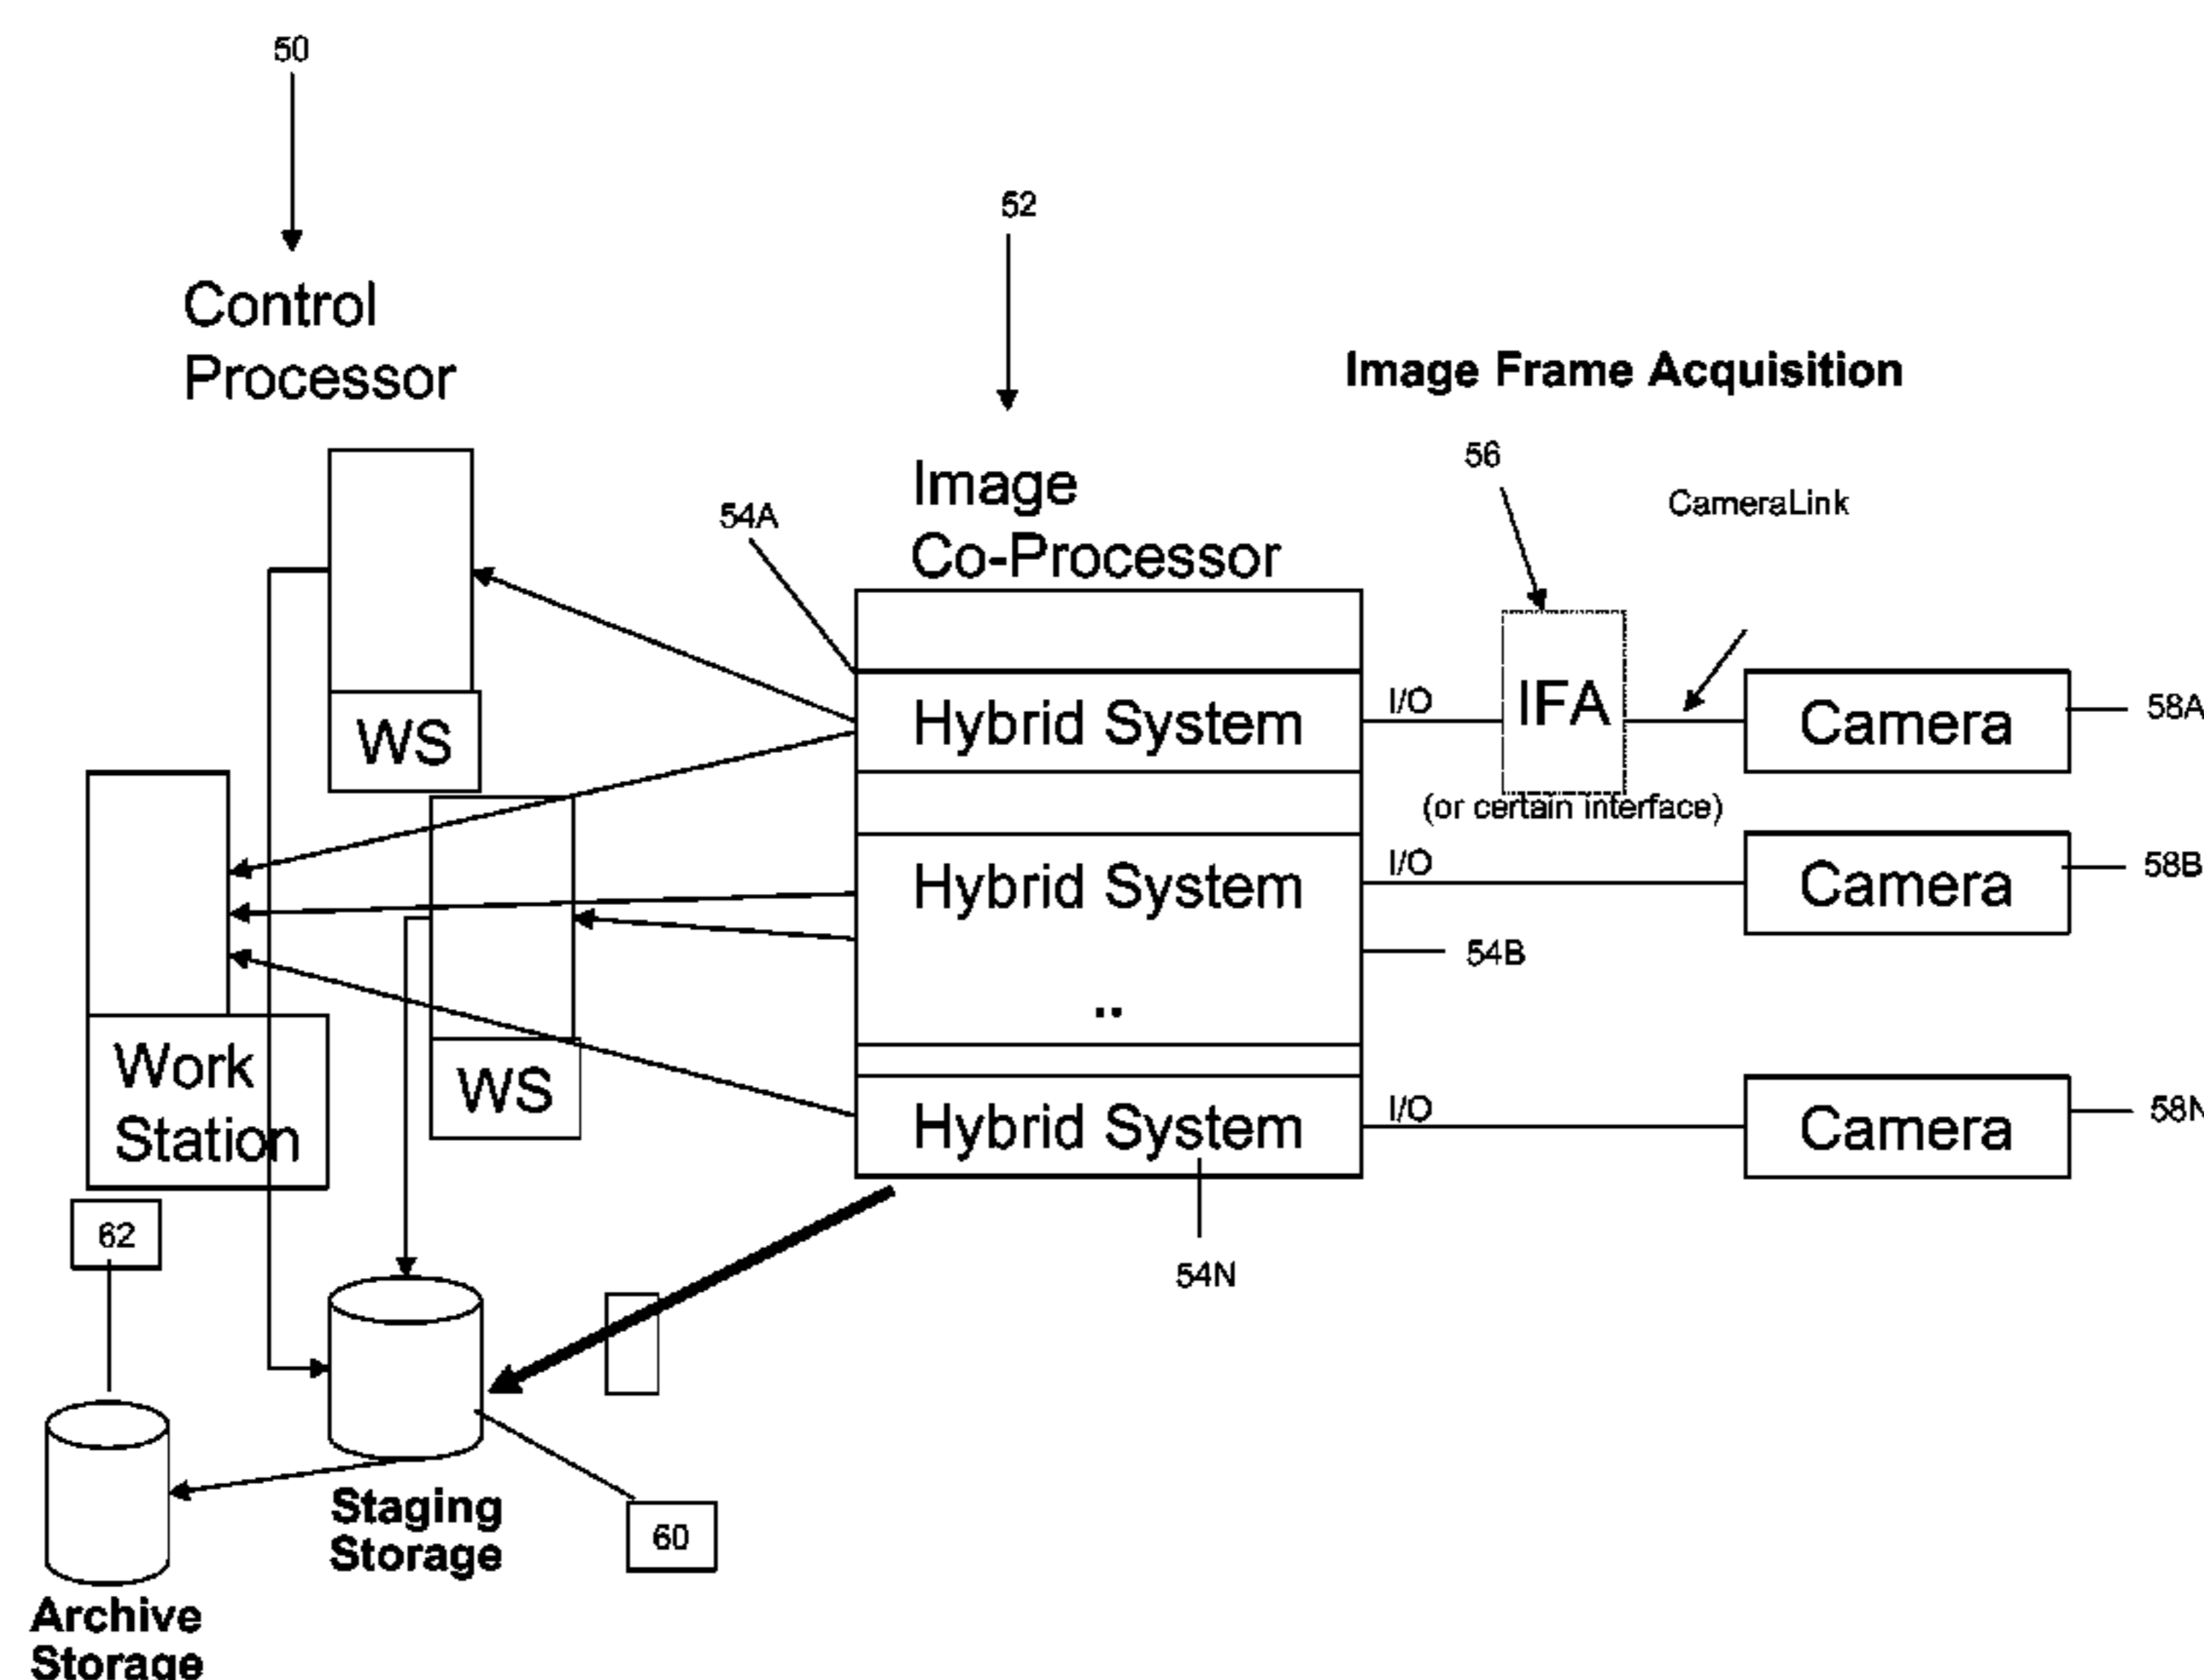 50
52
Control
Processor
Image Frame Acquisition
56
CameraLink
54A
Image
Co-Processor
WS
Hybrid System
I/O
IFA
Camera
58A
(or certain interface)
Hybrid System
I/O
Camera
58B
54B
..
Work
Station
WS
Hybrid System
I/O
Camera
58N
54N
62
Staging
Storage
60
Archive
Storage